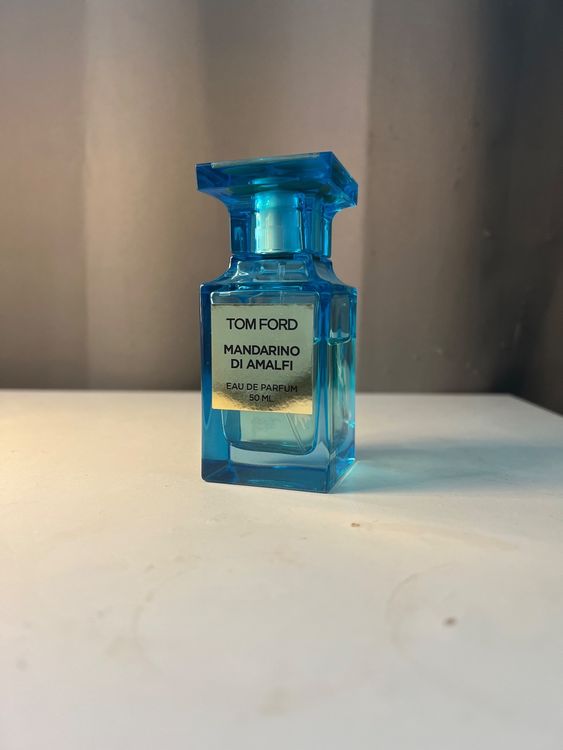 TOM FORD
MANDARINO
DI AMALFI
EAU DE PARFUM
50 ML